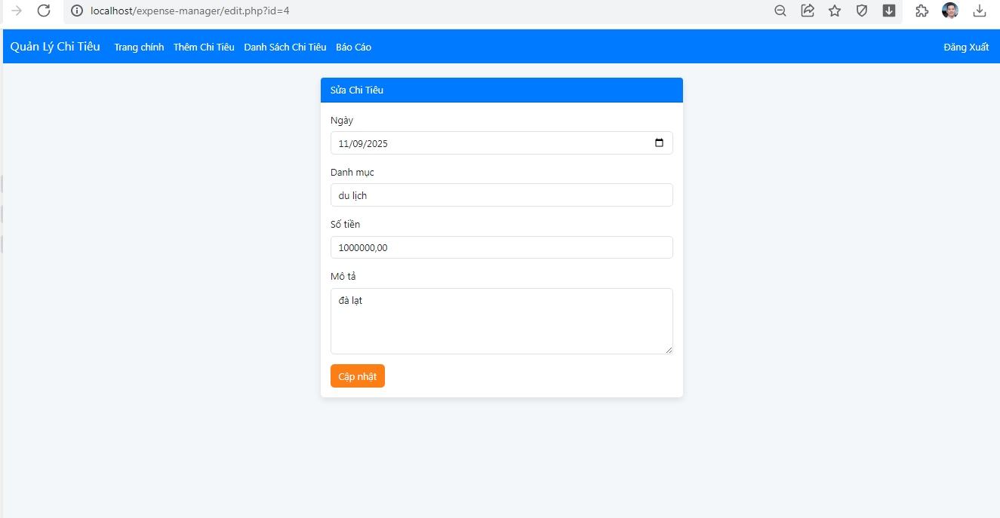 localhost/expense-manager/edit.php?id=4
Quản Lý Chi Tiêu Trang chính Thêm Chi Tiêu Danh Sách Chi Tiêu Báo Cáo Đăng Xuất
Sửa Chi Tiêu
Ngày
11/09/2025
Danh mục
du lịch
Số tiền
1000000,00
Mô tả
đà lạt
Cập nhật